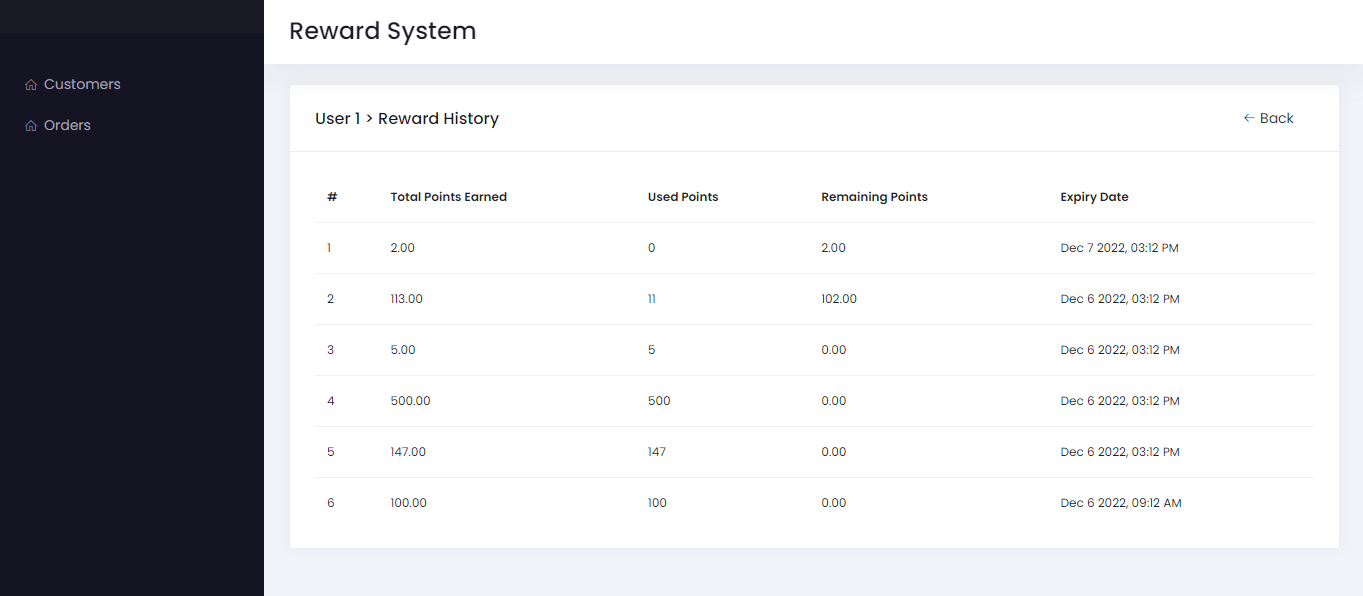 Reward System
Customers
Orders
User 1 > Reward History
← Back
# Total Points Earned Used Points Remaining Points Expiry Date
1 2.00 0 2.00 Dec 7 2022, 03:12 PM
2 113.00 11 102.00 Dec 6 2022, 03:12 PM
3 5.00 5 0.00 Dec 6 2022, 03:12 PM
4 500.00 500 0.00 Dec 6 2022, 03:12 PM
5 147.00 147 0.00 Dec 6 2022, 03:12 PM
6 100.00 100 0.00 Dec 6 2022, 09:12 AM